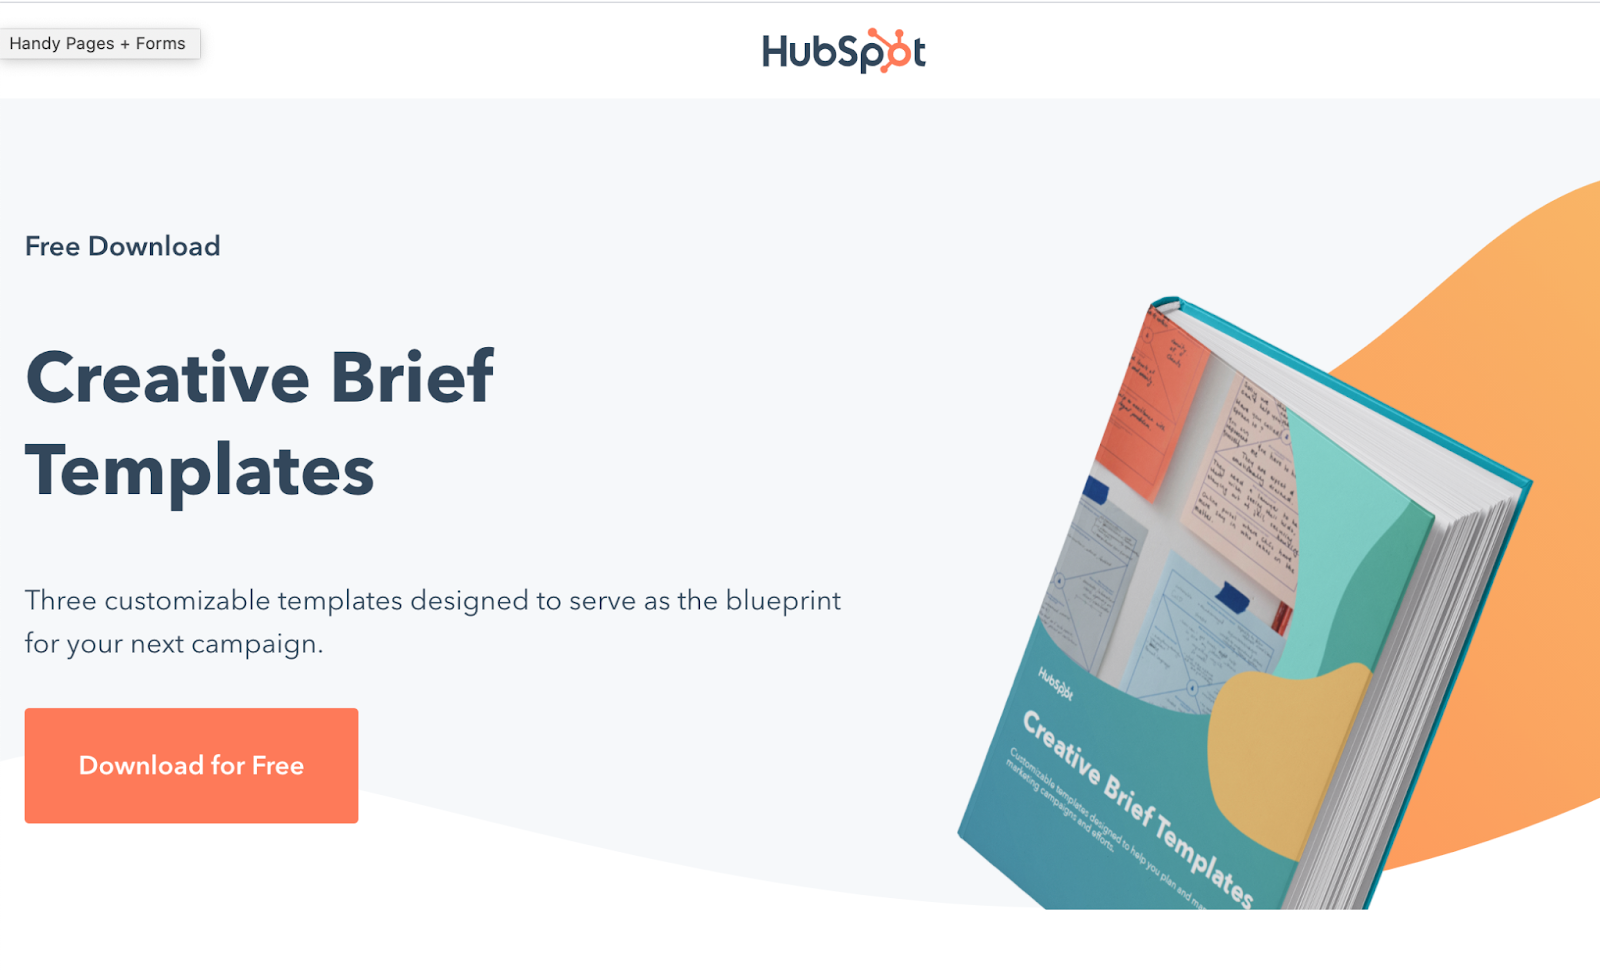 Handy Pages + Forms
HubSpot
Free Download
Creative Brief
Templates
Three customizable templates designed to serve as the blueprint
for your next campaign.
Download for Free
HubSpot
Creative Brief Templates
Customizable templates designed to help you plan and
marketing campaigns and efforts.